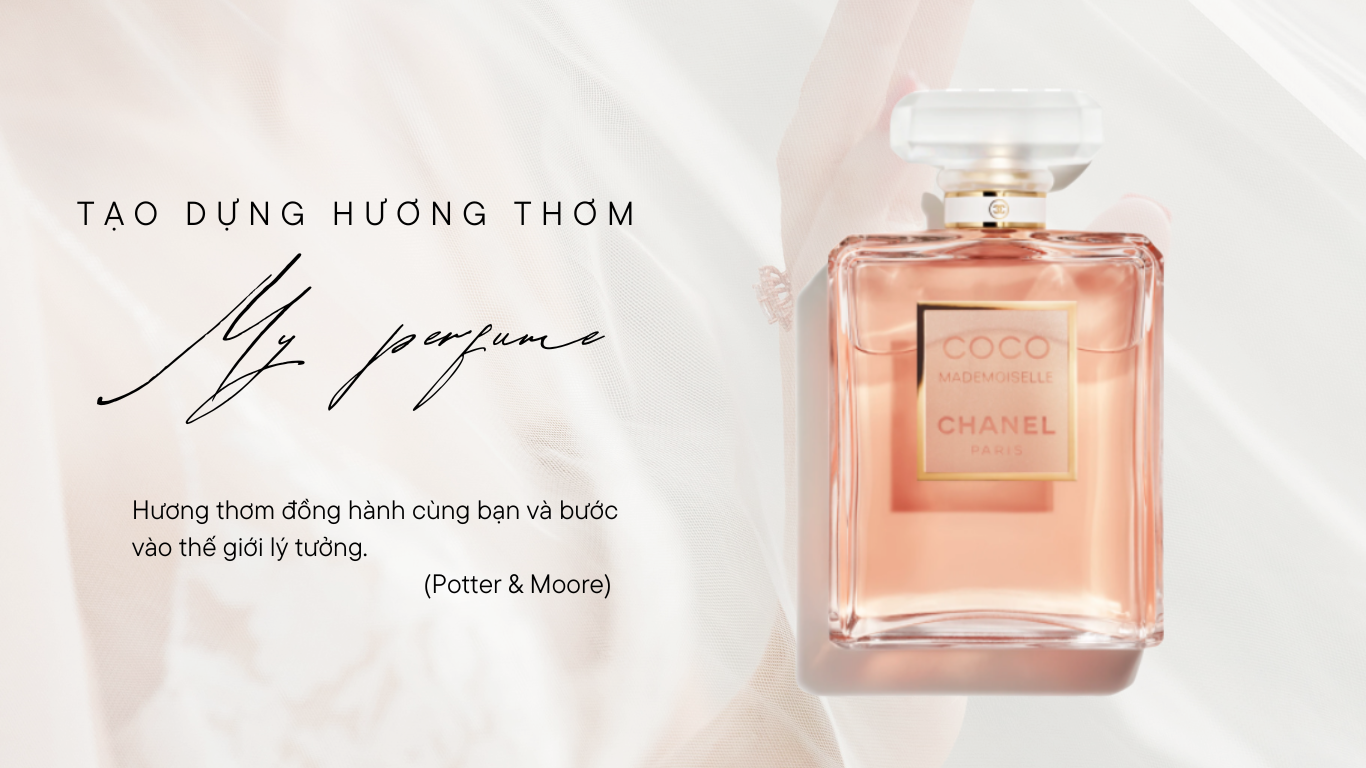 TẠO DỰNG HƯƠNG THƠM
My perfume
Hương thơm đồng hành cùng bạn và bước
vào thế giới lý tưởng.
(Potter & Moore)
COCO
MADEMOISELLE
CHANEL
PARIS